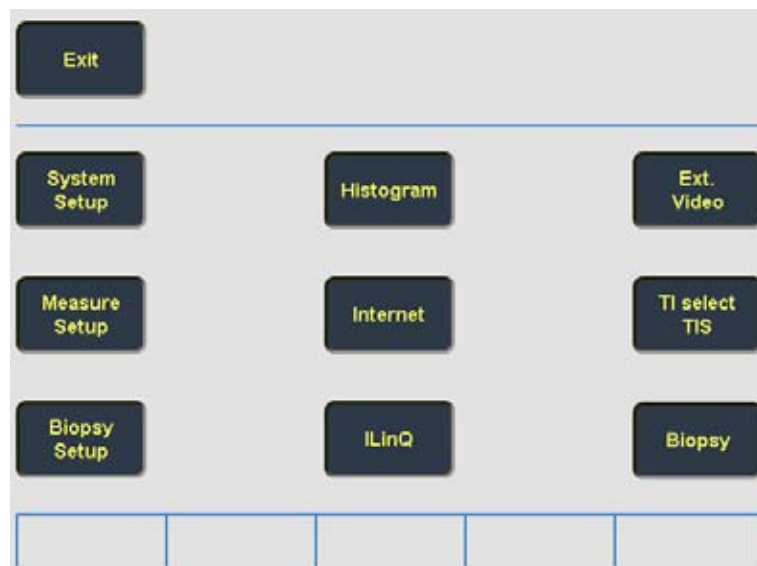 Exit
System
Setup
Histogram
Ext.
Video
Measure
Setup
Internet
TI select
TIS
Biopsy
Setup
ILinQ
Biopsy